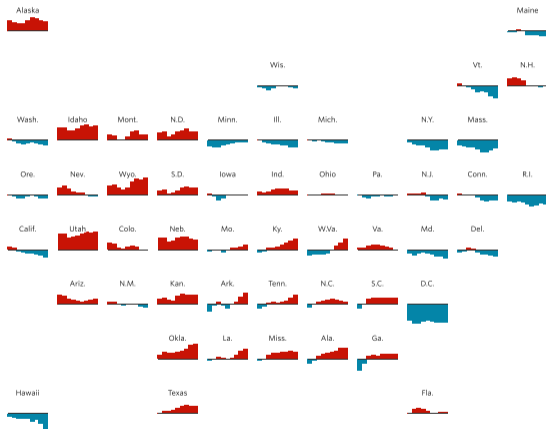 Alaska Maine
Wis. Vt. N.H.
Wash. Idaho Mont. N.D. Minn. Ill. Mich. N.Y. Mass.
Ore. Nev. Wyo. S.D. Iowa Ind. Ohio Pa. N.J. Conn. R.I.
Calif. Utah Colo. Neb. Mo. Ky. W.Va. Va. Md. Del.
Ariz. N.M. Kan. Ark. Tenn. N.C. S.C. D.C.
Okla. La. Miss. Ala. Ga.
Hawaii Texas Fla.